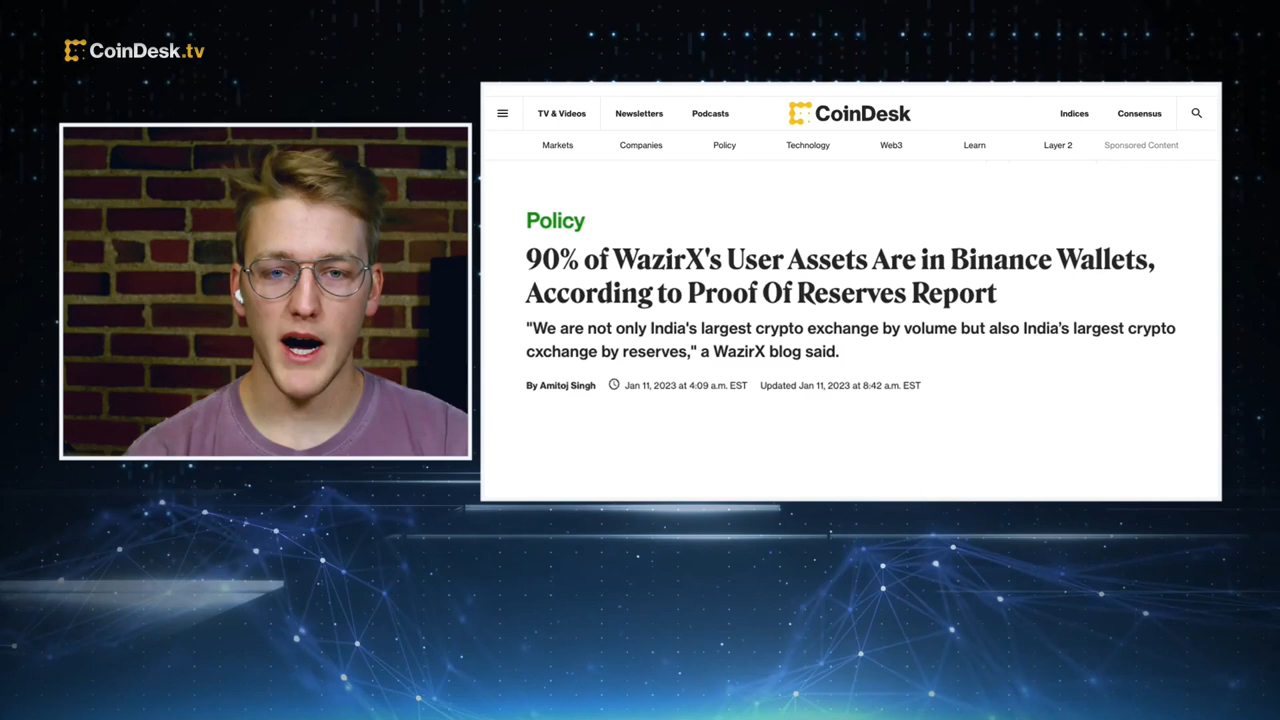 CoinDesk.tv
TV & Videos Newsletters Podcasts CoinDesk Indices Consensus
Markets Companies Policy Technology Web3 Learn Layer 2 Sponsored Content
Policy
90% of WazirX's User Assets Are in Binance Wallets,
According to Proof Of Reserves Report
"We are not only India's largest crypto exchange by volume but also India's largest crypto
cxchange by reserves," a WazirX blog said.
By Amitoj Singh Jan 11, 2023 at 4:09 a.m. EST Updated Jan 11, 2023 at 8:42 a.m. EST